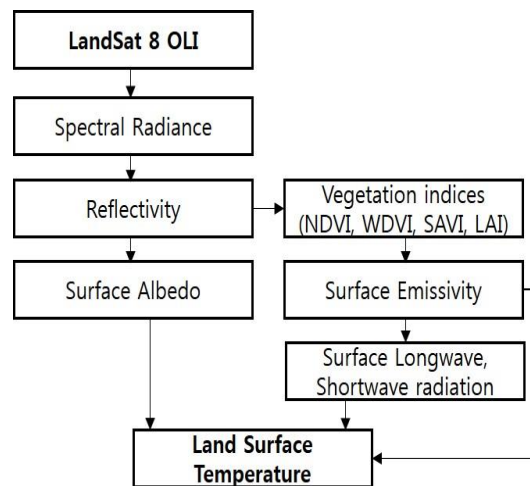 LandSat 8 OLI
Spectral Radiance
Reflectivity
Vegetation indices
(NDVI, WDVI, SAVI, LAI)
Surface Albedo
Surface Emissivity
Surface Longwave,
Shortwave radiation
Land Surface
Temperature